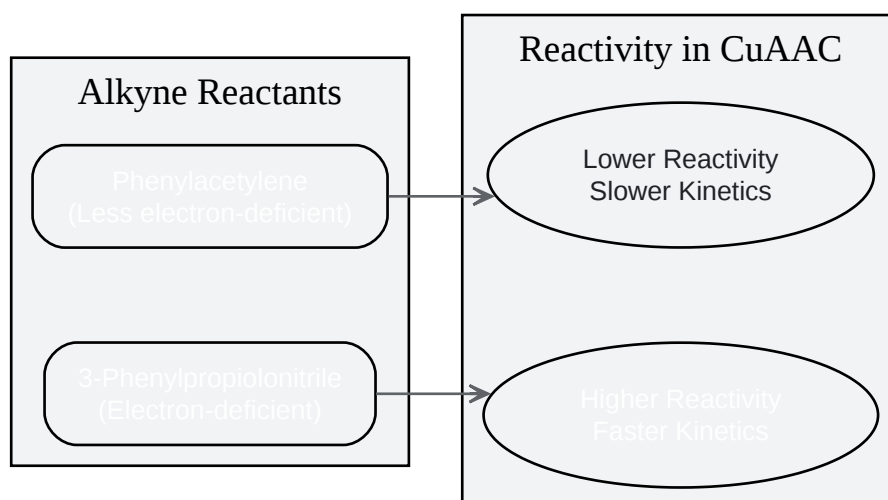 Reactivity in CuAAC
Alkyne Reactants
Phenylacetylene
(Less electron-deficient)
Lower Reactivity
Slower Kinetics
3-Phenylpropiolonitrile
(Electron-deficient)
Higher Reactivity
Faster Kinetics